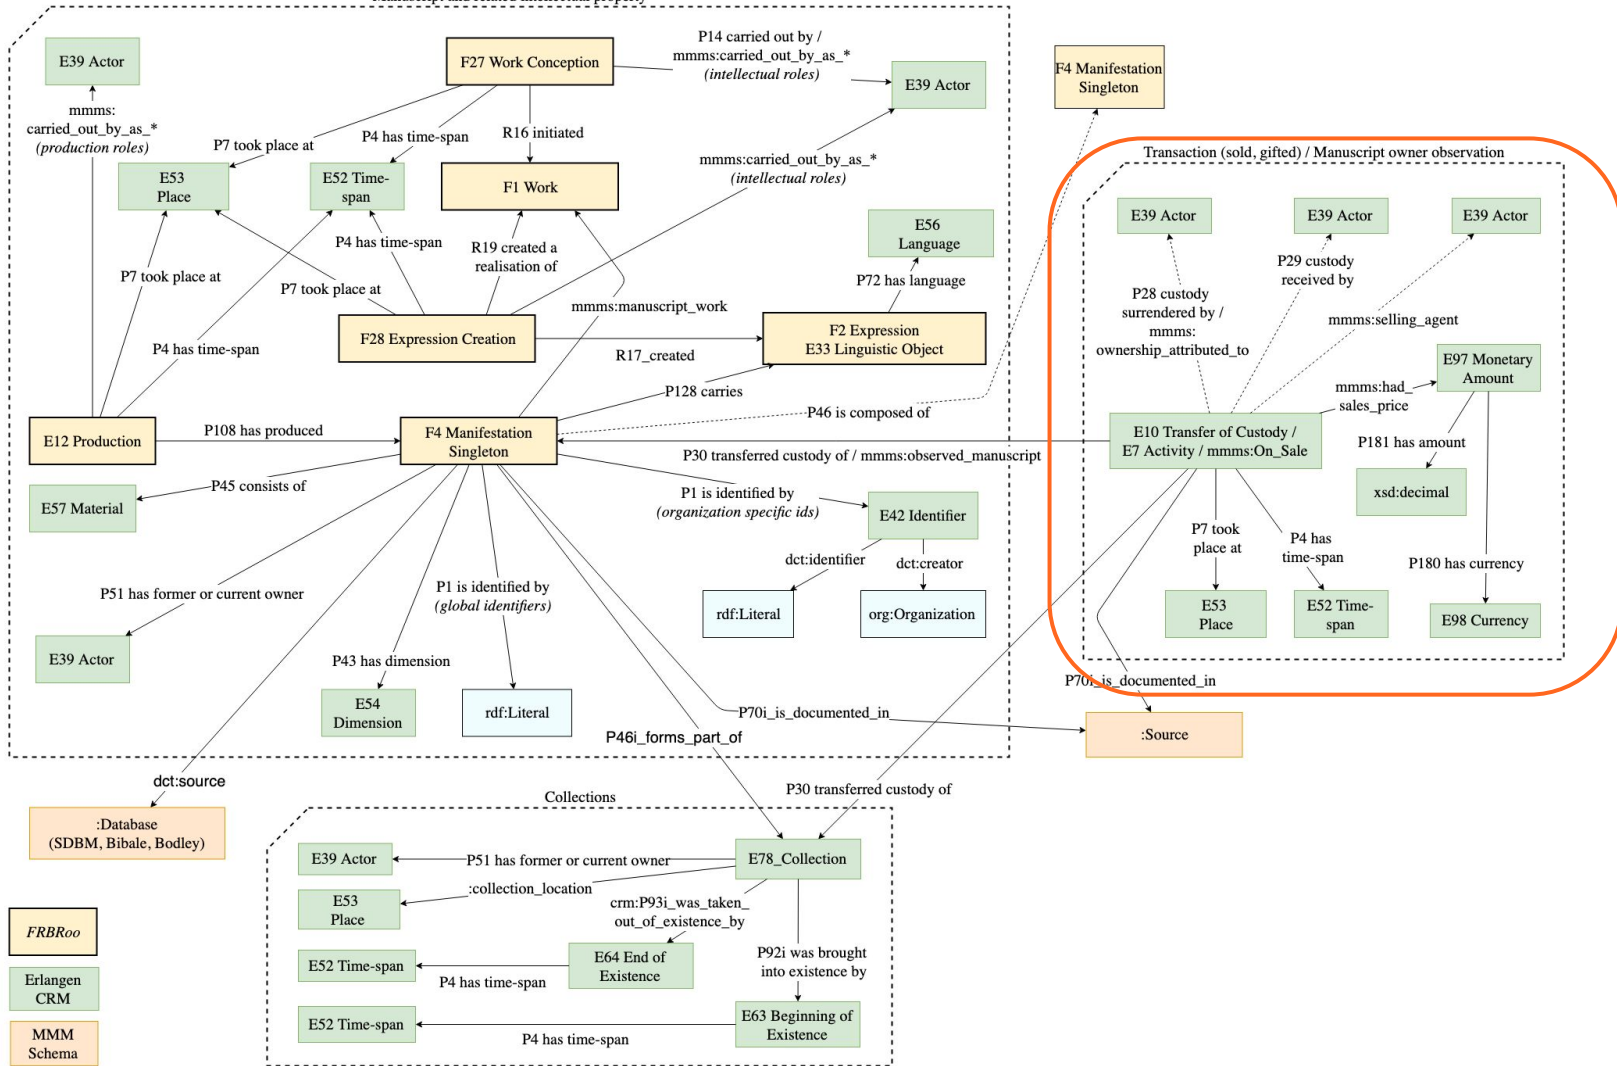 Manuscript and related intellectual property
E39 Actor
F27 Work Conception
P14 carried out by /
mmms:carried_out_by_as_*
(intellectual roles)
E39 Actor
F4 Manifestation
Singleton
mmms:
carried_out_by_as_*
(production roles)
P7 took place at
P4 has time-span
R16 initiated
mmms:carried_out_by_as_*
(intellectual roles)
E53
Place
E52 Time-
span
F1 Work
P4 has time-span
R19 created a
realisation of
E56
Language
P72 has language
P7 took place at
P7 took place at
mmms:manuscript_work
P4 has time-span
F28 Expression Creation
R17_created
F2 Expression
E33 Linguistic Object
P128 carries
P46 is composed of
E12 Production
P108 has produced
F4 Manifestation
Singleton
P30 transferred custody of / mmms:observed_manuscript
P45 consists of
E57 Material
P1 is identified by
(organization specific ids)
E42 Identifier
dct:identifier
dct:creator
rdf:Literal
org:Organization
P51 has former or current owner
P1 is identified by
(global identifiers)
E39 Actor
P43 has dimension
E54
Dimension
rdf:Literal
P70i_is_documented_in
P46i_forms_part_of
Transaction (sold, gifted) / Manuscript owner observation
E39 Actor
E39 Actor
E39 Actor
P28 custody
surrendered by /
mmms:
ownership_attributed_to
P29 custody
received by
mmms:selling_agent
E97 Monetary
Amount
mmms:had_
sales_price
E10 Transfer of Custody /
E7 Activity / mmms:On_Sale
P181 has amount
xsd:decimal
P7 took
place at
P4 has
time-span
P180 has currency
E53
Place
E52 Time-
span
E98 Currency
P70i_is_documented_in
:Source
dct:source
:Database
(SDBM, Bibale, Bodley)
P30 transferred custody of
Collections
E39 Actor
P51 has former or current owner
E78_Collection
:collection_location
E53
Place
crm:P93i_was_taken_
out_of_existence_by
E52 Time-span
P4 has time-span
E64 End of
Existence
P92i was brought
into existence by
E52 Time-span
P4 has time-span
E63 Beginning of
Existence
FRBRoo
Erlangen
CRM
MMM
Schema